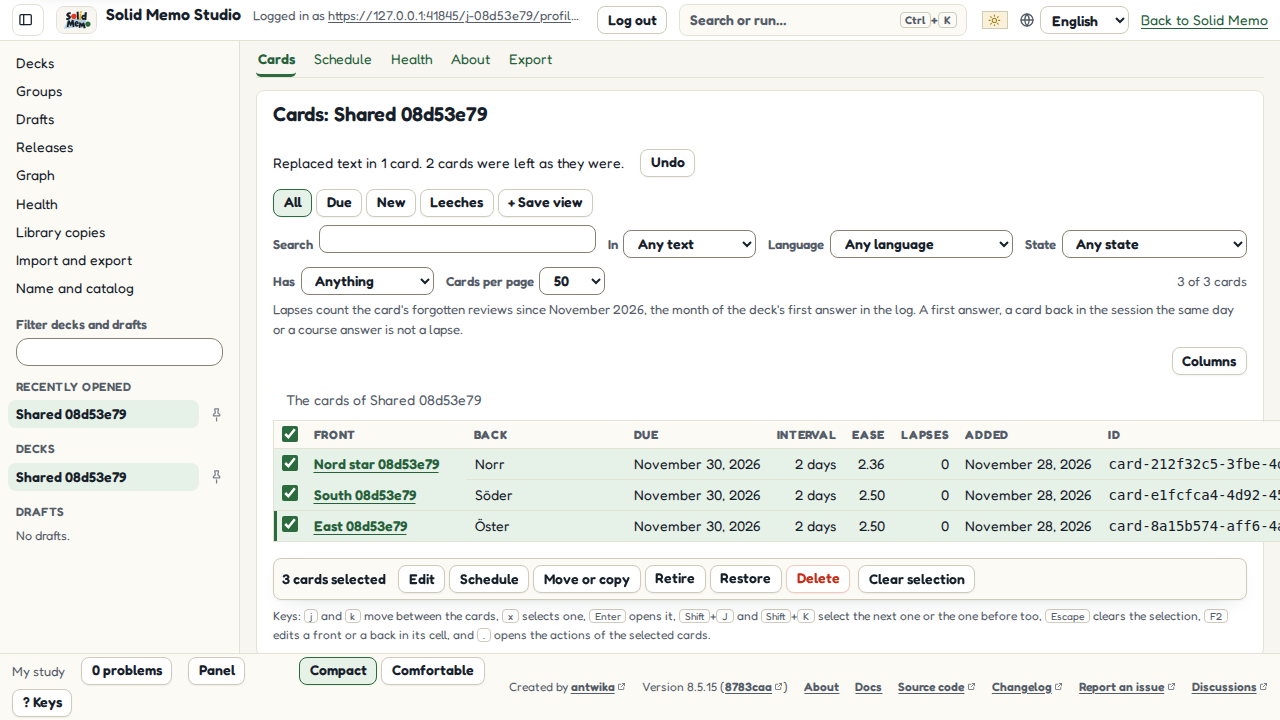 Solid Memo Studio Logged in as https://127.0.0.1:41845/j-08d53e79/profil… Log out Search or run... Ctrl+K English Back to Solid Memo
Decks
Groups
Drafts
Releases
Graph
Health
Library copies
Import and export
Name and catalog
Filter decks and drafts
RECENTLY OPENED
Shared 08d53e79
DECKS
Shared 08d53e79
DRAFTS
No drafts.
Cards Schedule Health About Export
Cards: Shared 08d53e79
Replaced text in 1 card. 2 cards were left as they were. Undo
All Due New Leeches + Save view
Search In Any text Language Any language State Any state
Has Anything Cards per page 50 3 of 3 cards
Lapses count the card's forgotten reviews since November 2026, the month of the deck's first answer in the log. A first answer, a card back in the session the same day
or a course answer is not a lapse.
Columns
The cards of Shared 08d53e79
FRONT BACK DUE INTERVAL EASE LAPSES ADDED ID
Nord star 08d53e79 Norr November 30, 2026 2 days 2.36 0 November 28, 2026 card-212f32c5-3fbe-4
South 08d53e79 Söder November 30, 2026 2 days 2.50 0 November 28, 2026 card-e1fcfca4-4d92-45
East 08d53e79 Öster November 30, 2026 2 days 2.50 0 November 28, 2026 card-8a15b574-aff6-4
3 cards selected Edit Schedule Move or copy Retire Restore Delete Clear selection
Keys: j and k move between the cards, x selects one, Enter opens it, Shift+J and Shift+K select the next one or the one before too, Escape clears the selection, F2
edits a front or a back in its cell, and . opens the actions of the selected cards.
My study 0 problems Panel Compact Comfortable
? Keys
Created by antwika Version 8.5.15 (8783caa) About Docs Source code Changelog Report an issue Discussions